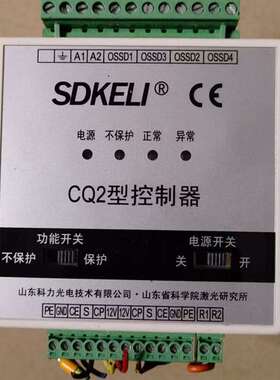 ⏚ A1 A2 OSSD1 OSSD3 OSSD2 OSSD4
SDKELI® CE
电源 不保护 正常 异常
CQ2型控制器
功能开关 电源开关
不保护 保护 关 开
山东科力光电技术有限公司·山东省科学院激光研究所
PE GND CE S CP 12V 12V CP S CE GND PE R1 R2